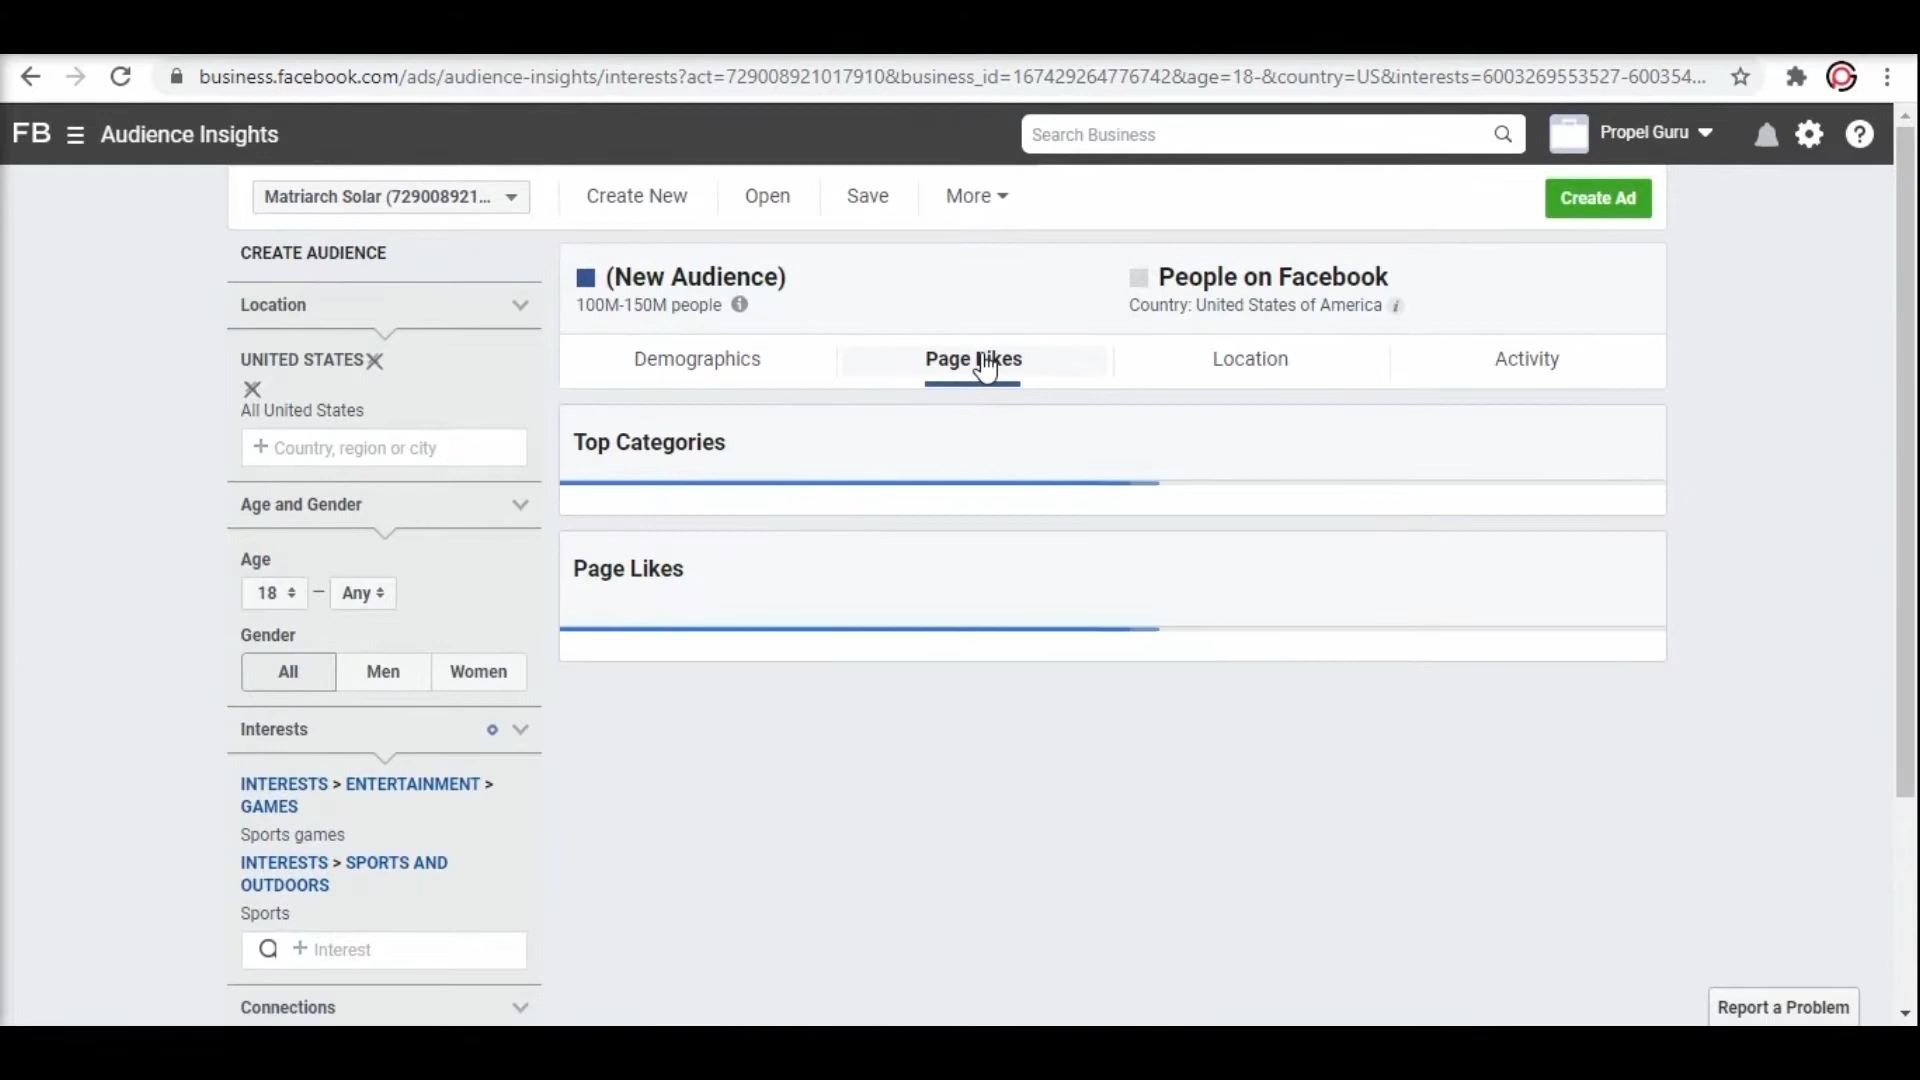 business.facebook.com/ads/audience-insights/interests?act=729008921017910&business_id=167429264776742&age=18-&country=US&interests=6003269553527-600354...
FB Audience Insights
Search Business
Propel Guru
Matriarch Solar (729008921...
Create New
Open
Save
More
Create Ad
CREATE AUDIENCE
Location
UNITED STATES
All United States
+ Country, region or city
Age and Gender
Age
18 – Any
Gender
All
Men
Women
Interests
INTERESTS > ENTERTAINMENT >
GAMES
Sports games
INTERESTS > SPORTS AND
OUTDOORS
Sports
+ Interest
Connections
(New Audience)
100M-150M people
People on Facebook
Country: United States of America
Demographics
Page Likes
Location
Activity
Top Categories
Page Likes
Report a Problem